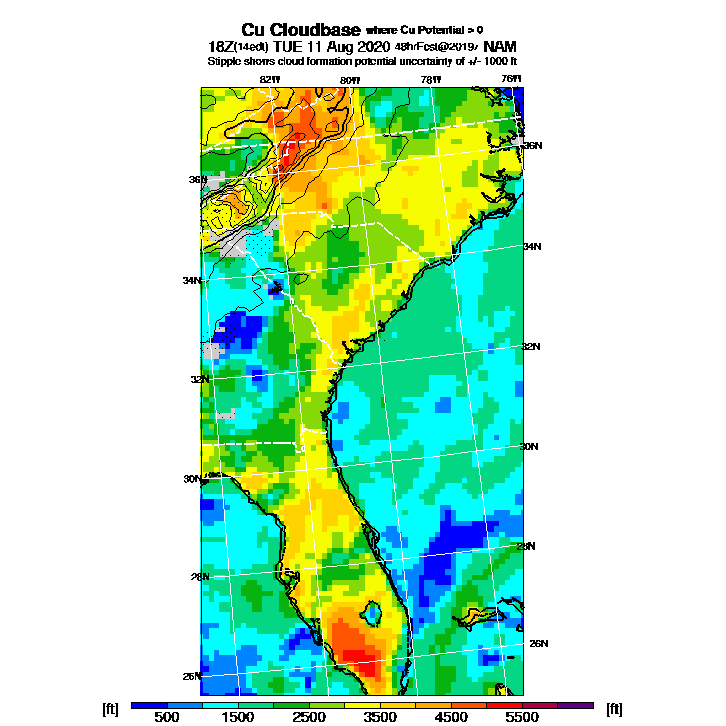 Cu Cloudbase where Cu Potential > 0
18Z(14edt) TUE 11 Aug 2020 48hrFcst@2019z NAM
Stipple shows cloud formation potential uncertainty of +/- 1000 ft
82W 80W 78W 76W
36N
36N
34N
34N
32N
32N
30N
30N
28N
28N
26N
26N
[ft] [ft]
500 1500 2500 3500 4500 5500